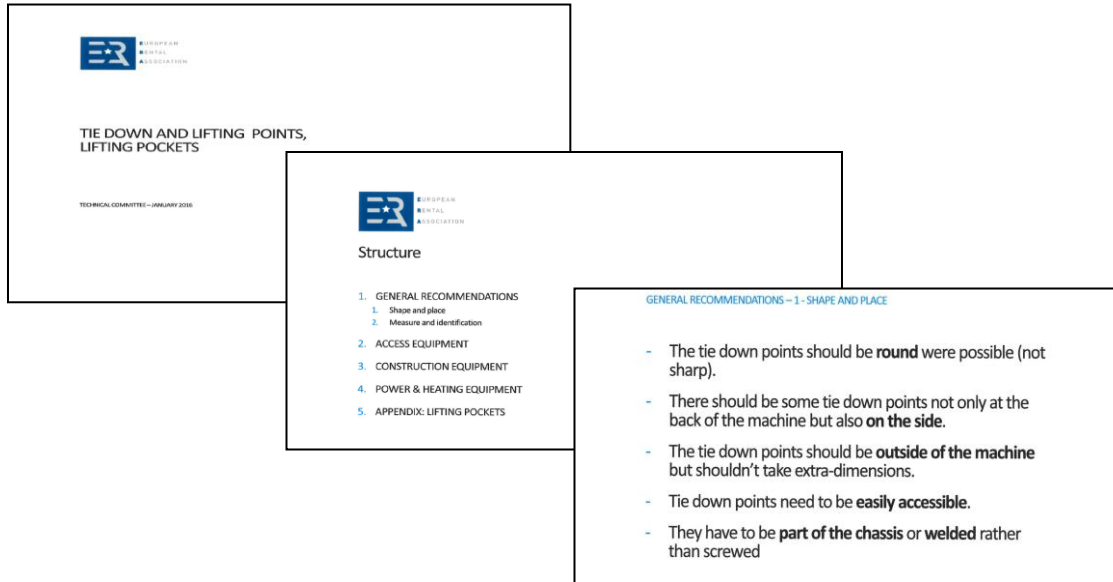 ER
EUROPEAN
RENTAL
ASSOCIATION
TIE DOWN AND LIFTING POINTS,
LIFTING POCKETS
TECHNICAL COMMITTEE – JANUARY 2016
ER
EUROPEAN
RENTAL
ASSOCIATION
Structure
1. GENERAL RECOMMENDATIONS
1. Shape and place
2. Measure and identification
2. ACCESS EQUIPMENT
3. CONSTRUCTION EQUIPMENT
4. POWER & HEATING EQUIPMENT
5. APPENDIX: LIFTING POCKETS
GENERAL RECOMMENDATIONS – 1 - SHAPE AND PLACE
- The tie down points should be round were possible (not
sharp).
- There should be some tie down points not only at the
back of the machine but also on the side.
- The tie down points should be outside of the machine
but shouldn't take extra-dimensions.
- Tie down points need to be easily accessible.
- They have to be part of the chassis or welded rather
than screwed